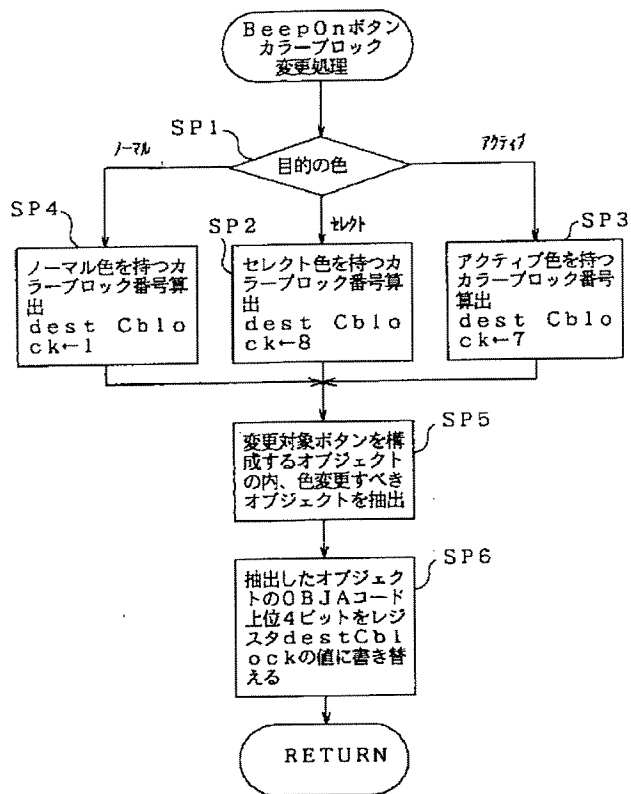 BeepOnボタン
カラーブロック
変更処理
SP1
ノーマル
目的の色
アクティブ
セレクト
SP4
ノーマル色を持つカ
ラーブロック番号算
出
dest Cblo
ck←1
SP2
セレクト色を持つカ
ラーブロック番号算
出
dest Cblo
ck←8
SP3
アクティブ色を持つ
カラーブロック番号
算出
dest Cblo
ck←7
SP5
変更対象ボタンを構
成するオブジェクト
の内、色変更すべき
オブジェクトを抽出
SP6
抽出したオブジェク
トのOBJAコード
上位4ビットをレジ
スタdestCbl
ockの値に書き替
える
RETURN